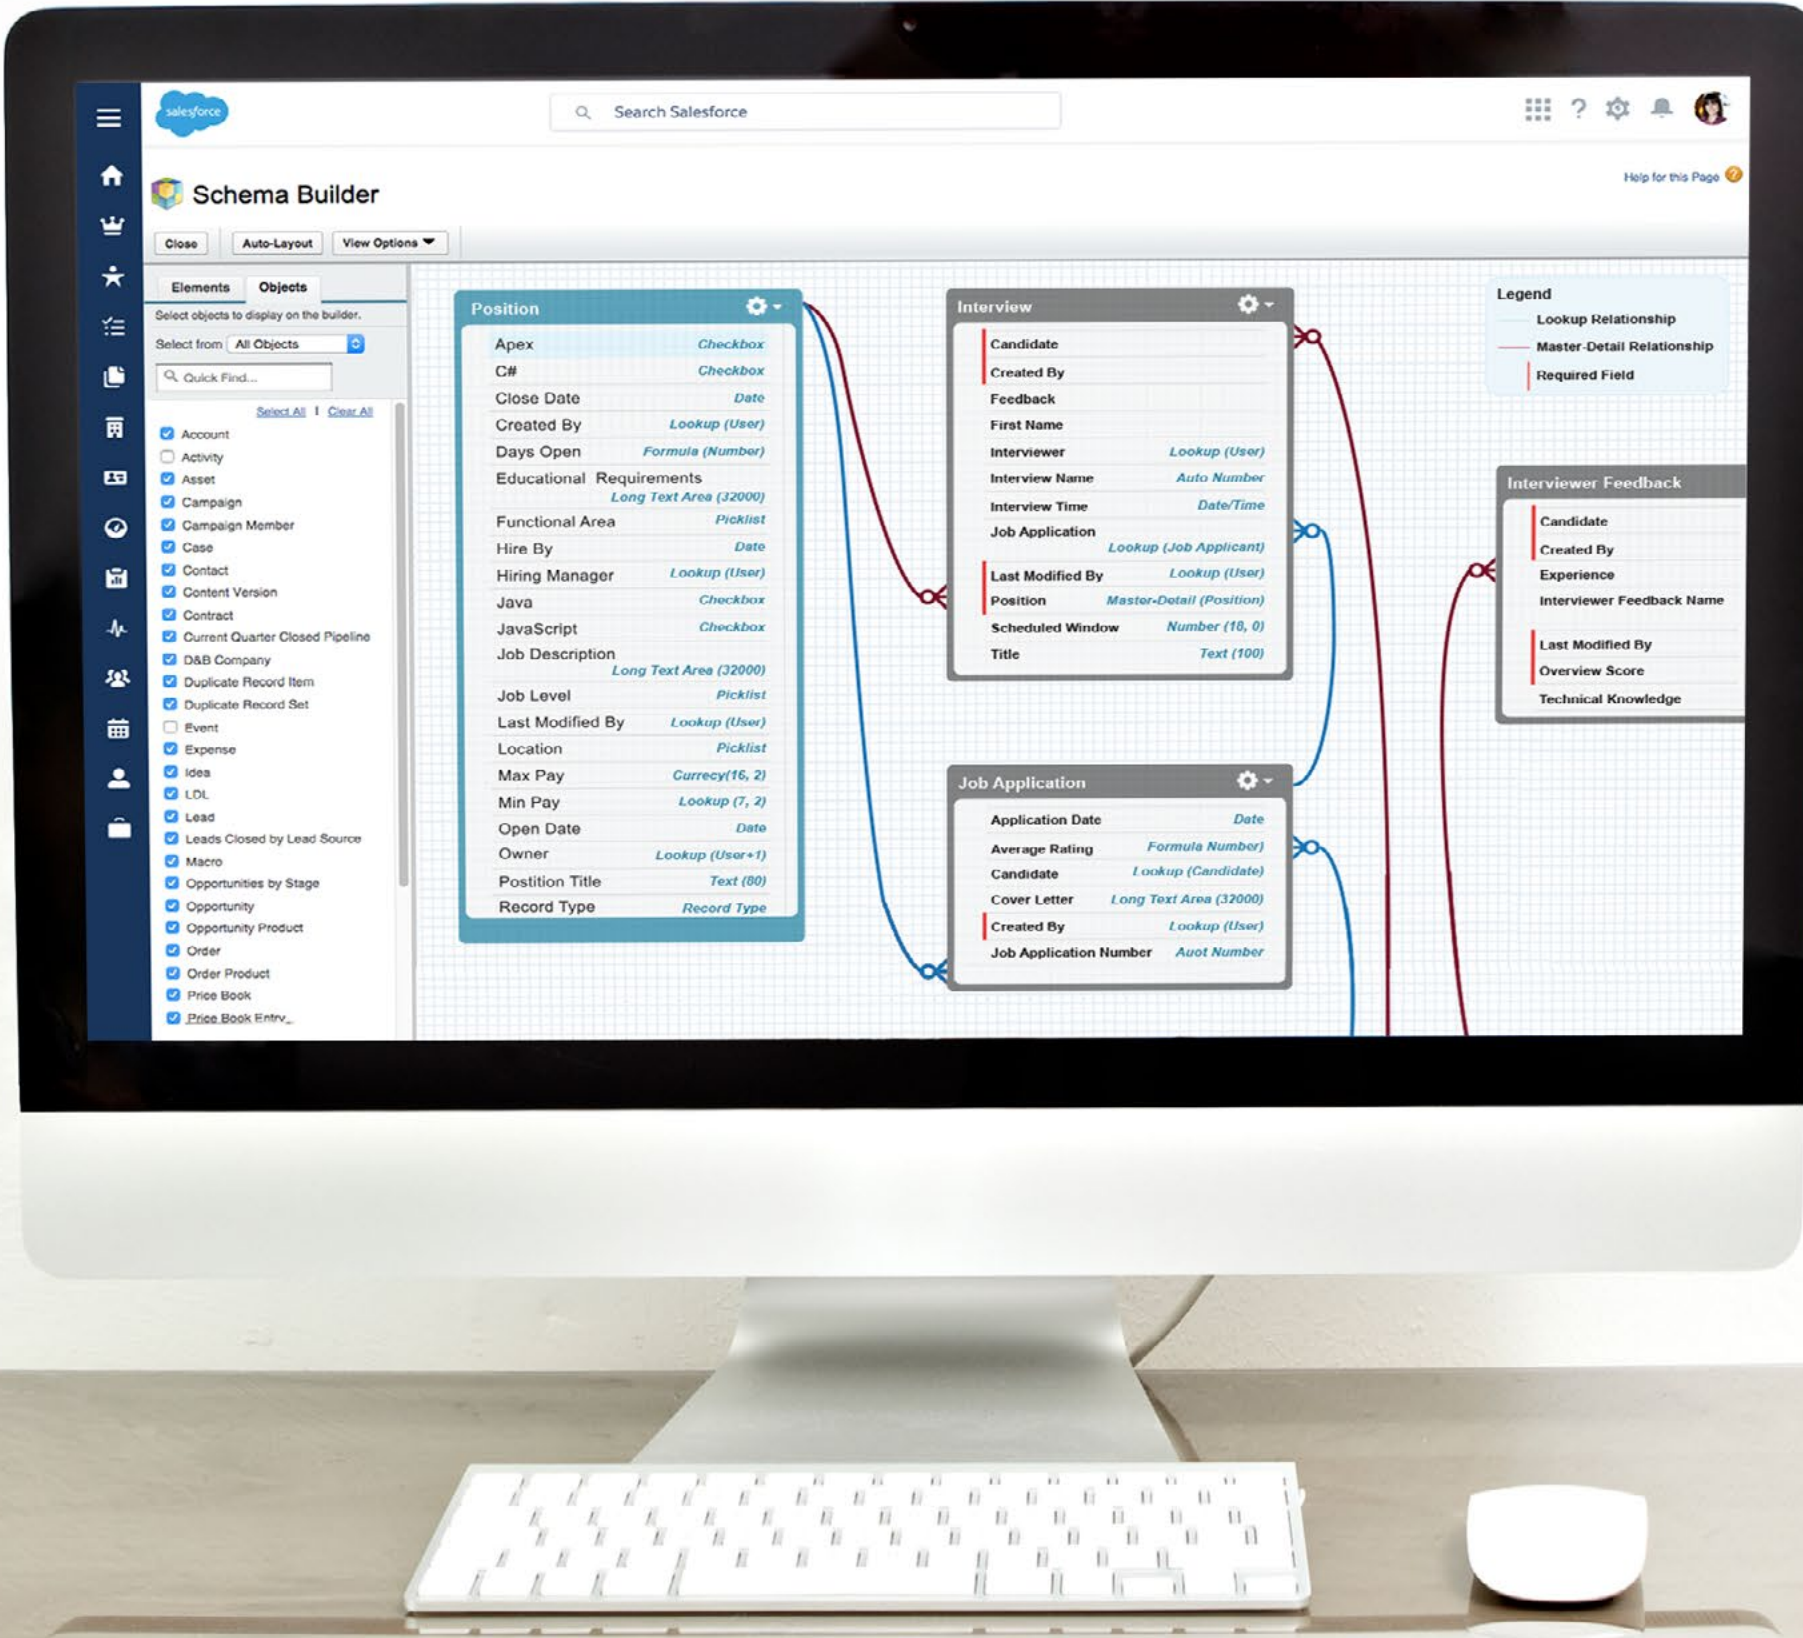 salesforce
Search Salesforce
?
Help for this Page ?
Schema Builder
Close
Auto-Layout
View Options
Elements
Objects
Select objects to display on the builder.
Select from All Objects
Quick Find...
Select All | Clear All
Account
Activity
Asset
Campaign
Campaign Member
Case
Contact
Content Version
Contract
Current Quarter Closed Pipeline
D&B Company
Duplicate Record Item
Duplicate Record Set
Event
Expense
Idea
LDL
Lead
Leads Closed by Lead Source
Macro
Opportunities by Stage
Opportunity
Opportunity Product
Order
Order Product
Price Book
Price Book Entry
Position
Apex Checkbox
C# Checkbox
Close Date Date
Created By Lookup (User)
Days Open Formula (Number)
Educational Requirements
Long Text Area (32000)
Functional Area Picklist
Hire By Date
Hiring Manager Lookup (User)
Java Checkbox
JavaScript Checkbox
Job Description
Long Text Area (32000)
Job Level Picklist
Last Modified By Lookup (User)
Location Picklist
Max Pay Currecy(16, 2)
Min Pay Lookup (7, 2)
Open Date Date
Owner Lookup (User+1)
Postition Title Text (80)
Record Type Record Type
Interview
Candidate
Created By
Feedback
First Name
Interviewer Lookup (User)
Interview Name Auto Number
Interview Time Date/Time
Job Application
Lookup (Job Applicant)
Last Modified By Lookup (User)
Position Master-Detail (Position)
Scheduled Window Number (18, 0)
Title Text (100)
Job Application
Application Date Date
Average Rating Formula Number)
Candidate Lookup (Candidate)
Cover Letter Long Text Area (32000)
Created By Lookup (User)
Job Application Number Auot Number
Legend
Lookup Relationship
Master-Detail Relationship
Required Field
Interviewer Feedback
Candidate
Created By
Experience
Interviewer Feedback Name
Last Modified By
Overview Score
Technical Knowledge